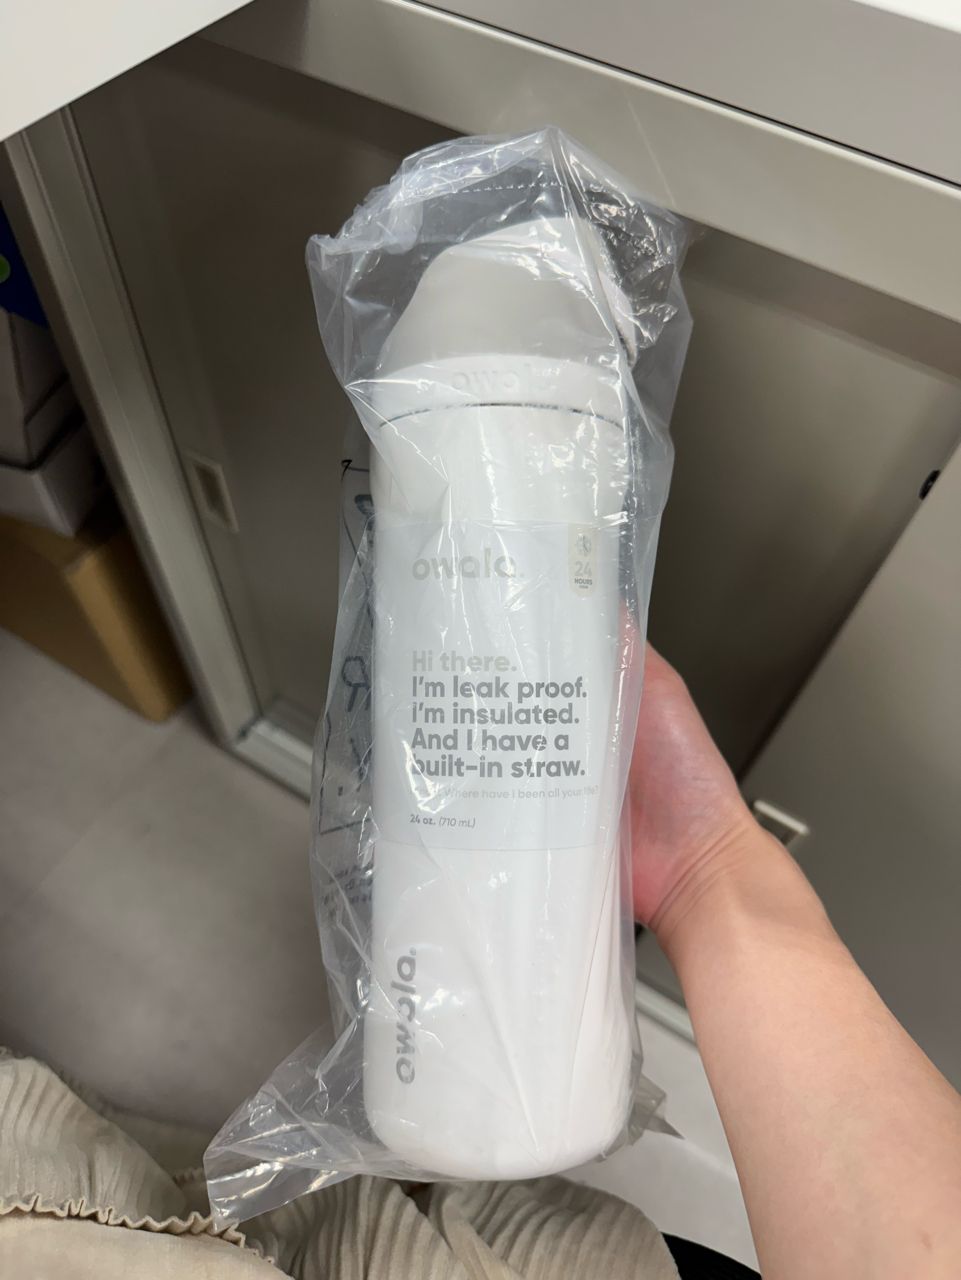 owala
owala.
24
HOURS
Hi there.
I'm leak proof.
I'm insulated.
And I have a
built-in straw.
Where have I been all your life?
24 oz. (710 mL)
owala.